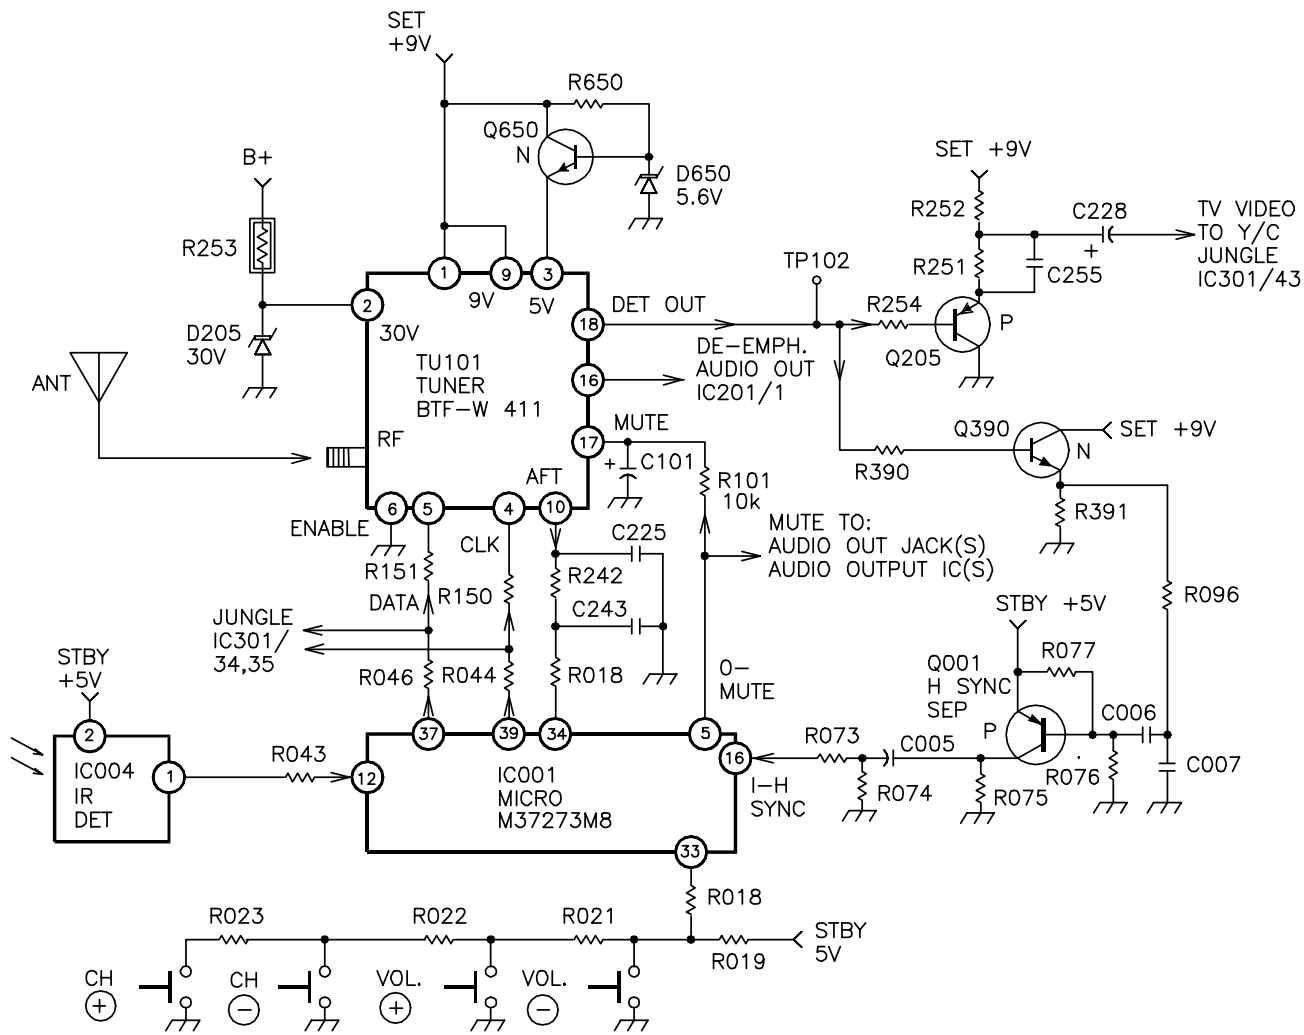 SET
+9V
R650
Q650
N
D650
5.6V
B+
R253
D205
30V
ANT
1
9
3
9V
5V
2
30V
TU101
TUNER
BTF-W 411
RF
18
DET OUT
16
DE-EMPH.
AUDIO OUT
IC201/1
17
MUTE
+
C101
R101
10k
TP102
SET +9V
R252
R251
C228
+
C255
TV VIDEO
TO Y/C
JUNGLE
IC301/43
R254
Q205
P
Q390
N
SET +9V
R390
R391
AFT
ENABLE
6
5
4
10
CLK
C225
R151
R242
DATA
R150
C243
MUTE TO:
AUDIO OUT JACK(S)
AUDIO OUTPUT IC(S)
JUNGLE
IC301/
34,35
R046
R044
R018
0-
MUTE
STBY
+5V
2
IC004
IR
DET
1
R043
12
37
39
34
5
16
IC001
MICRO
M37273M8
I-H
SYNC
33
R073
C005
R074
R075
Q001
H SYNC
SEP
P
STBY +5V
R077
R096
C006
R076
C007
R018
R023
R022
R021
R019
STBY
5V
CH
+
CH
-
VOL.
+
VOL.
-